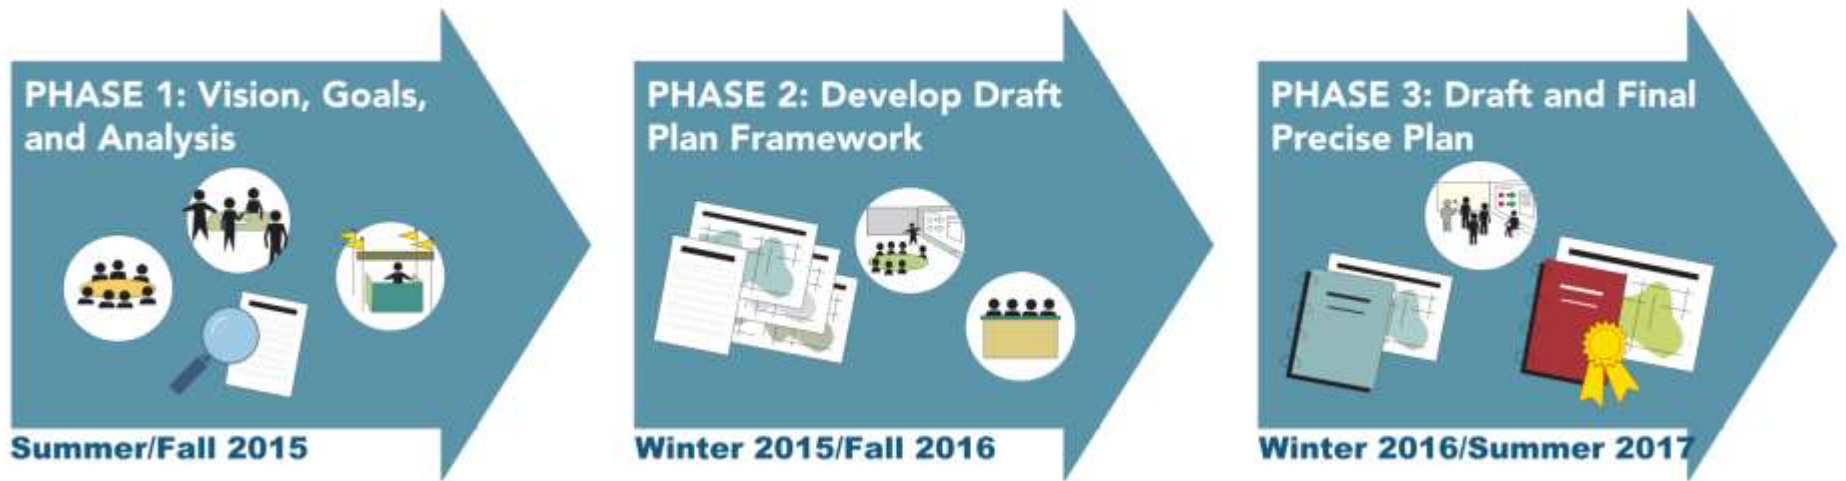 PHASE 1: Vision, Goals,
and Analysis
Summer/Fall 2015
PHASE 2: Develop Draft
Plan Framework
Winter 2015/Fall 2016
PHASE 3: Draft and Final
Precise Plan
Winter 2016/Summer 2017